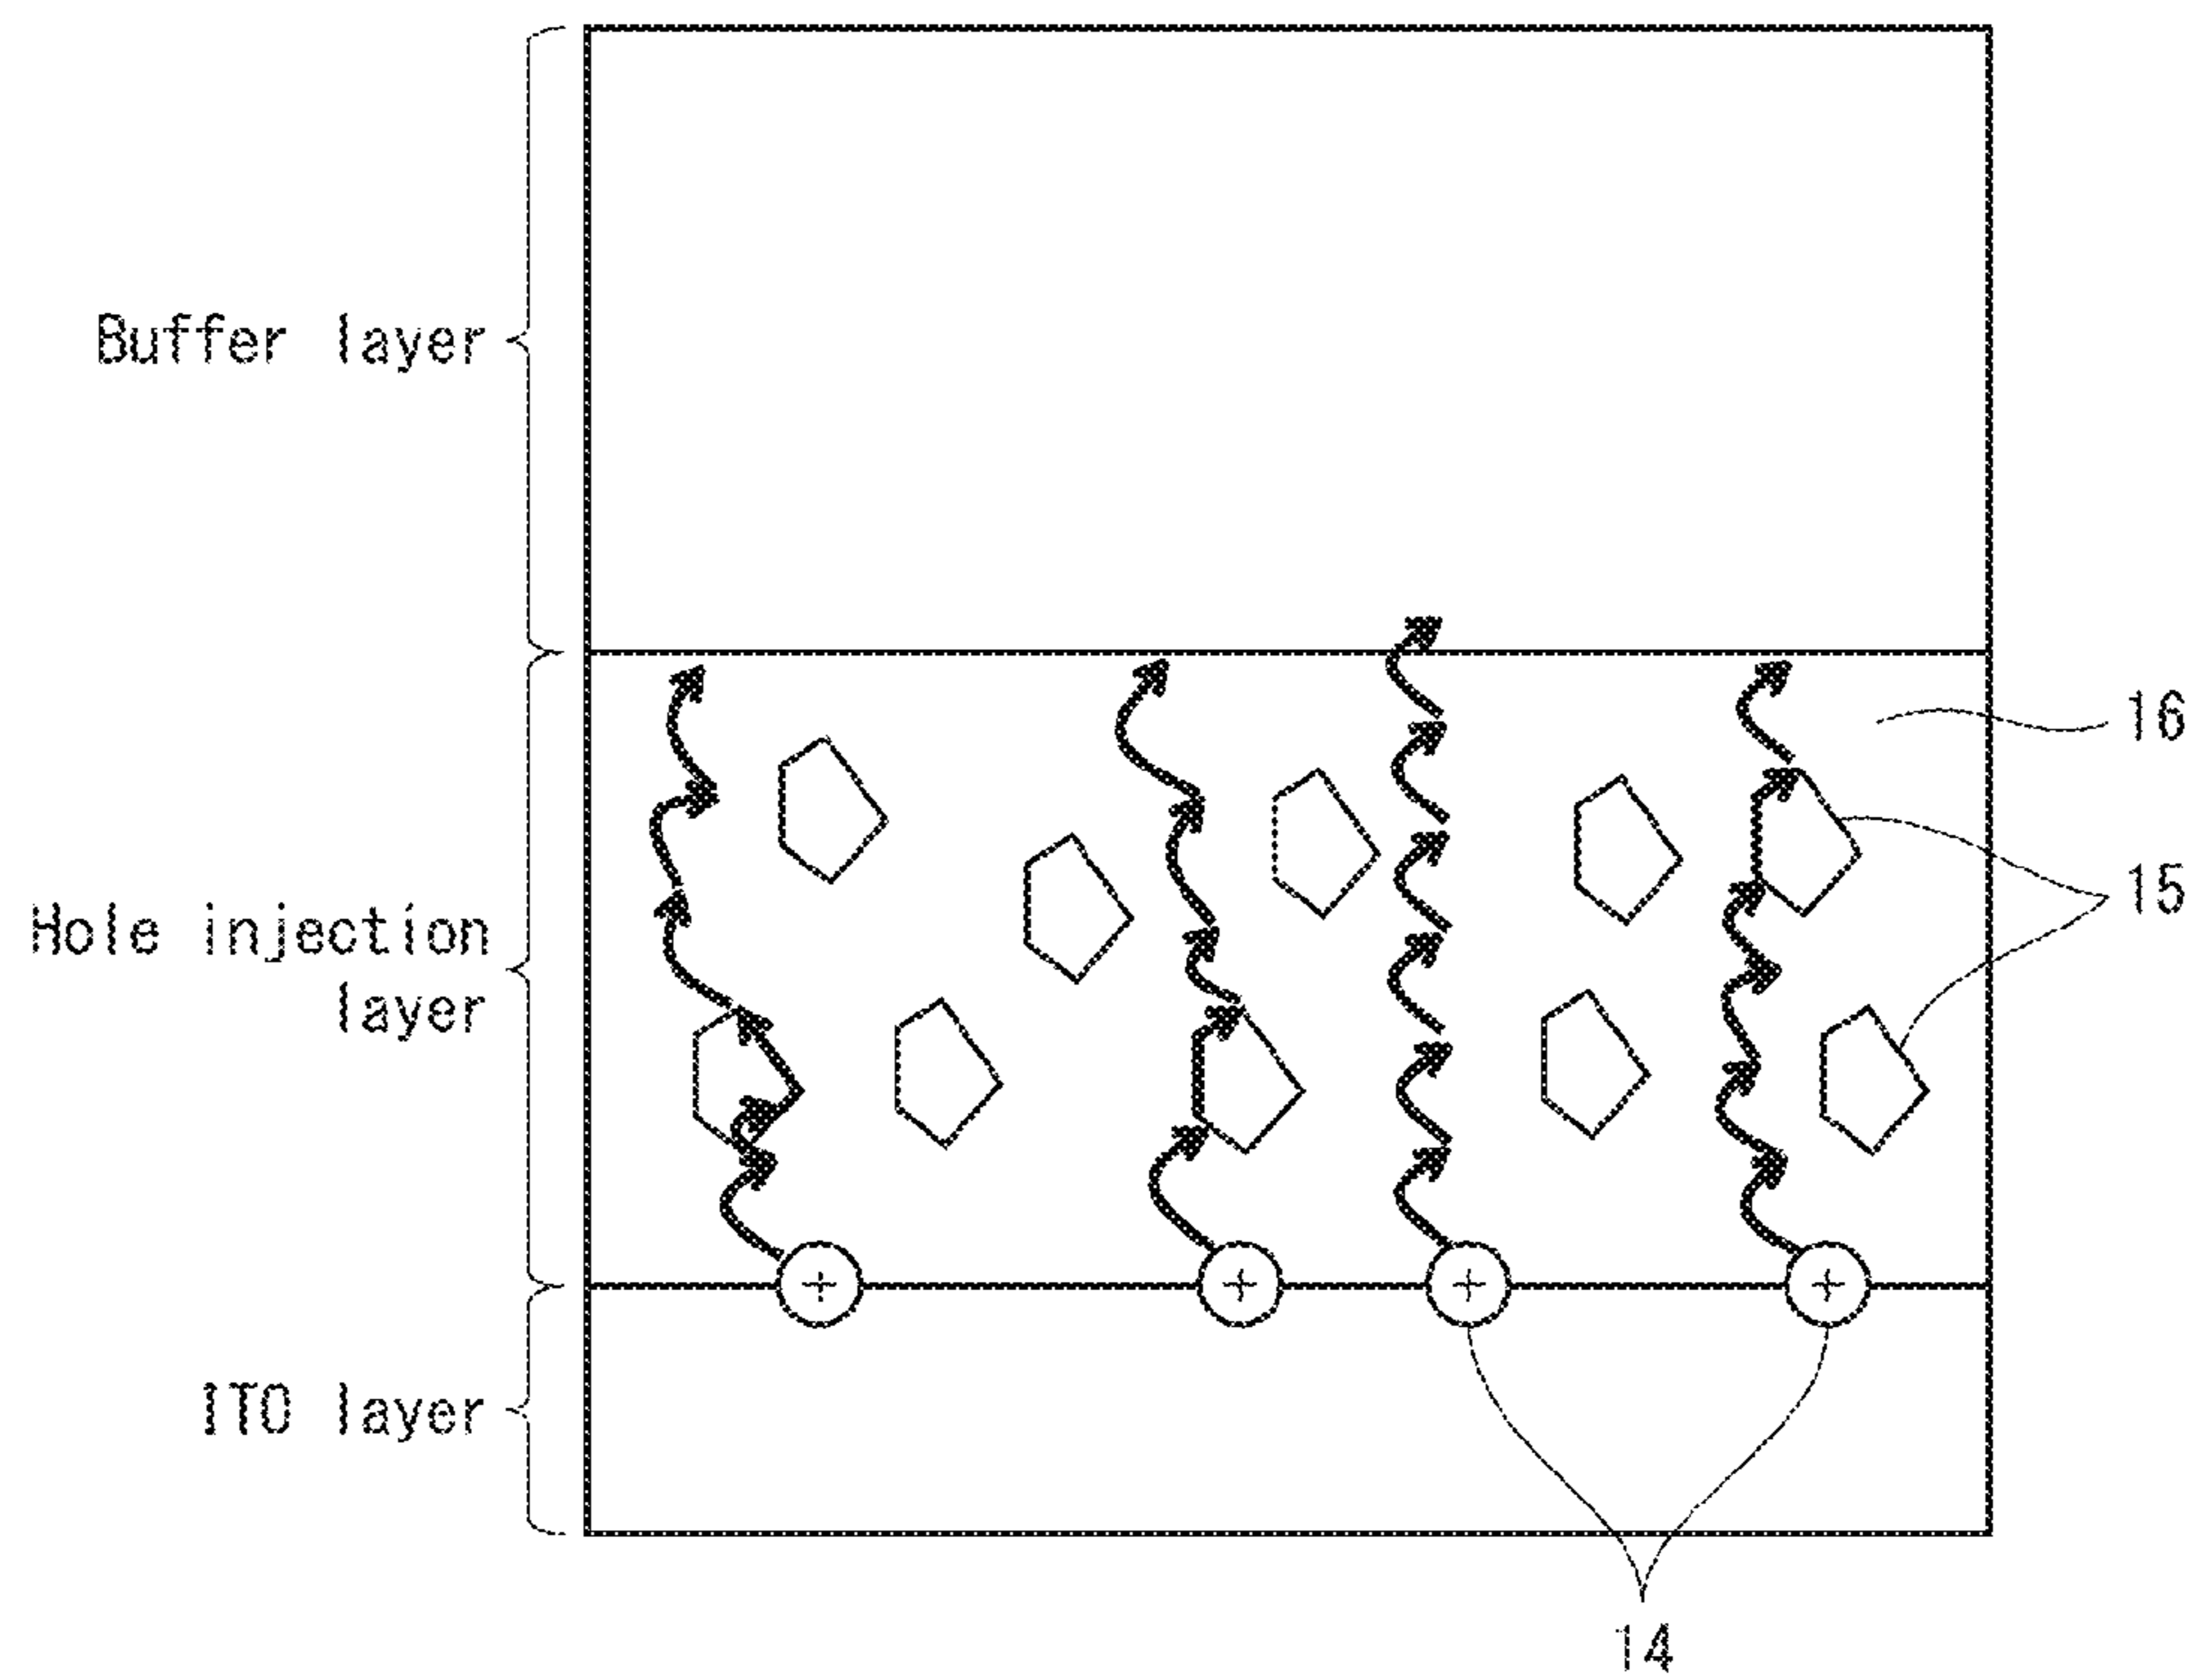 Buffer layer
16
15
Hole injection
layer
+ + + +
ITO layer
14